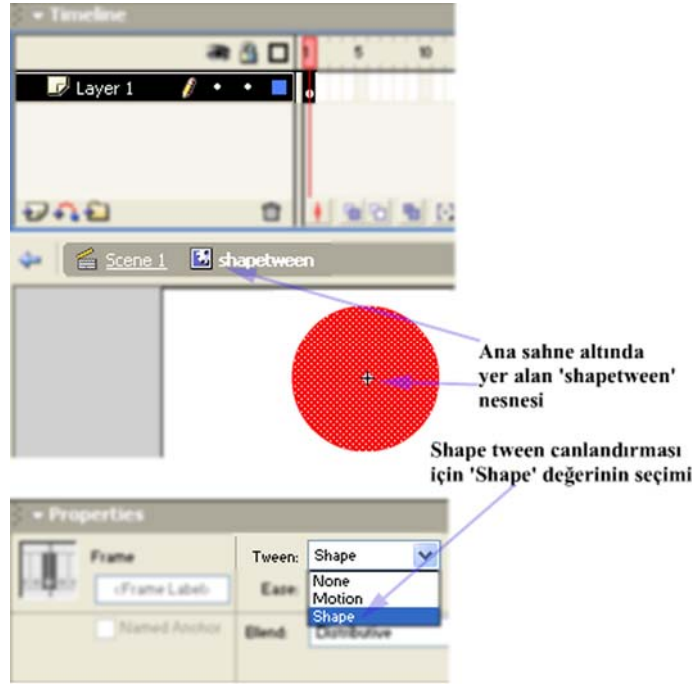 Timeline
1 5 10
Layer 1
Scene 1 shapetween
Ana sahne altında
yer alan 'shapetween'
nesnesi
Shape tween canlandırması
için 'Shape' değerinin seçimi
Properties
Frame
Tween: Shape
<Frame Label>
Ease:
None
Motion
Shape
Named Anchor
Blend: Distributive